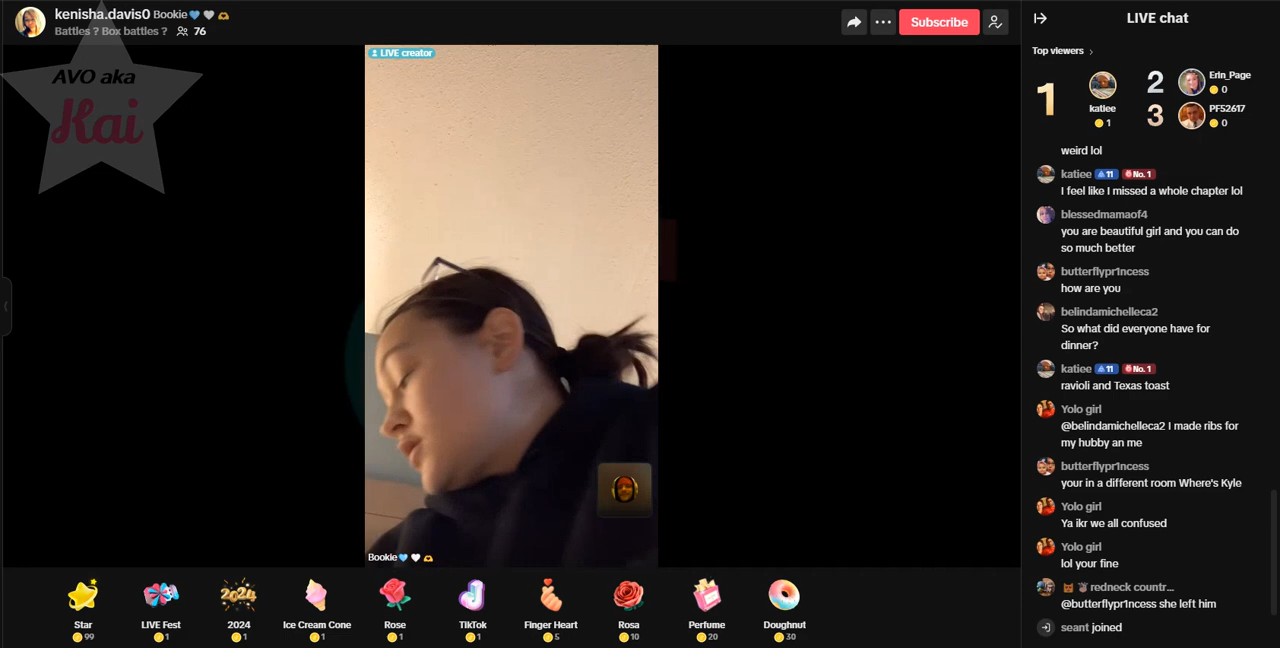 kenisha.davis0 Bookie💙🤍🫶
Battles ? Box battles ? 76
Subscribe
AVO aka
Kai
LIVE creator
Bookie💙🤍🫶
Star
99
LIVE Fest
1
2024
2024
1
Ice Cream Cone
1
Rose
1
TikTok
1
Finger Heart
5
Rosa
10
Perfume
20
Doughnut
30
LIVE chat
Top viewers
1
katiee
1
2
Erin_Page
0
3
PF52617
0
weird lol
katiee 11 No. 1
I feel like I missed a whole chapter lol
blessedmamaof4
you are beautiful girl and you can do
so much better
butterflypr1ncess
how are you
belindamichelleca2
So what did everyone have for
dinner?
katiee 11 No. 1
ravioli and Texas toast
Yolo girl
@belindamichelleca2 I made ribs for
my hubby an me
butterflypr1ncess
your in a different room Where's Kyle
Yolo girl
Ya ikr we all confused
Yolo girl
lol your fine
redneck countr...
@butterflypr1ncess she left him
seant joined